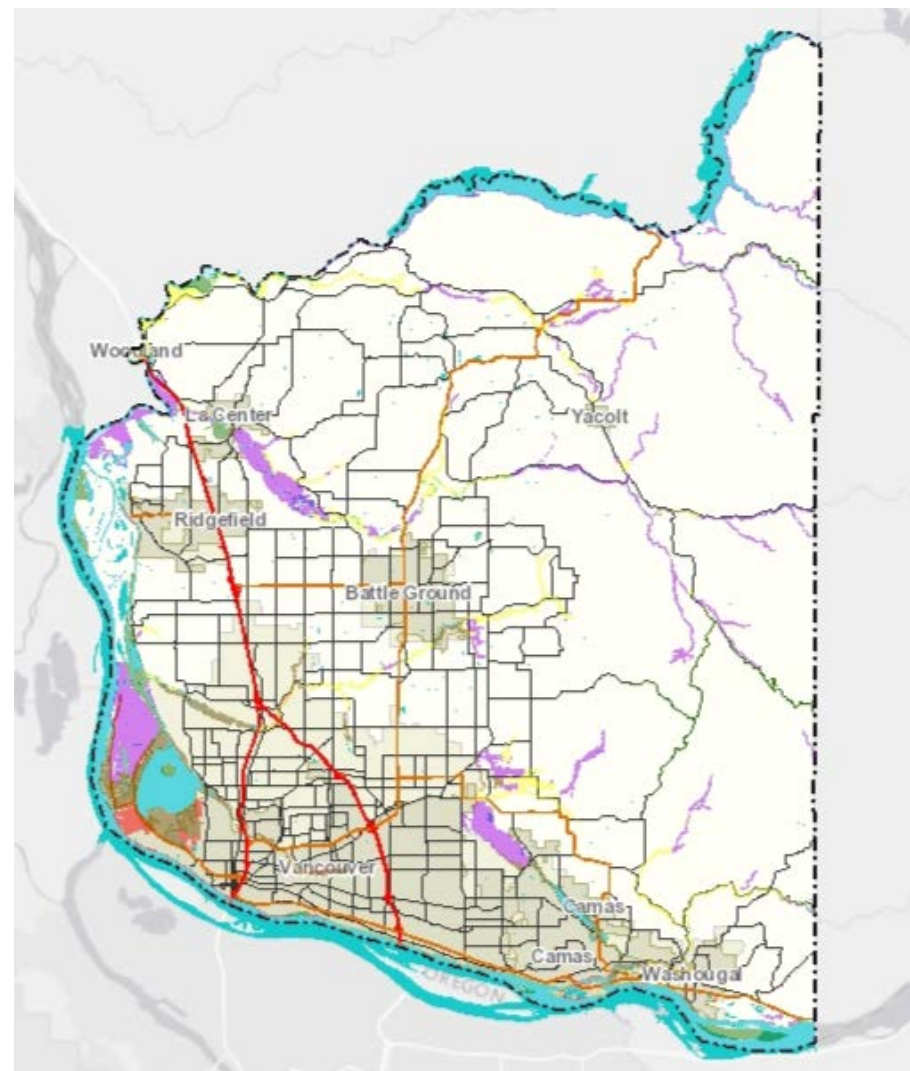 Woodland
La Center
Yacolt
Ridgefield
Battle Ground
Vancouver
Camas
Camas
Washougal
OREGON